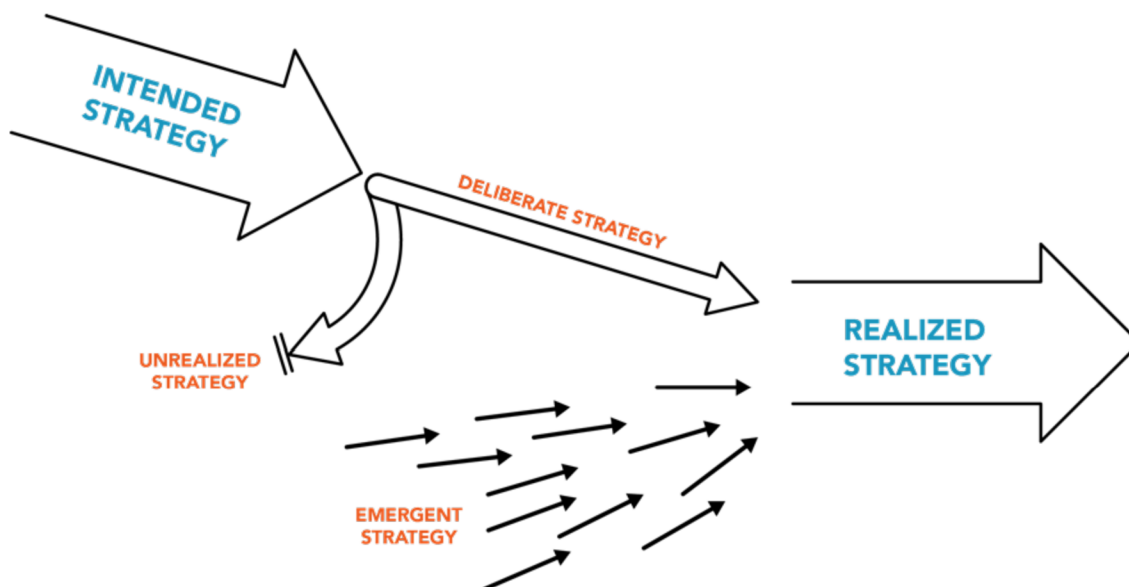 INTENDED
STRATEGY
DELIBERATE STRATEGY
UNREALIZED
STRATEGY
REALIZED
STRATEGY
EMERGENT
STRATEGY